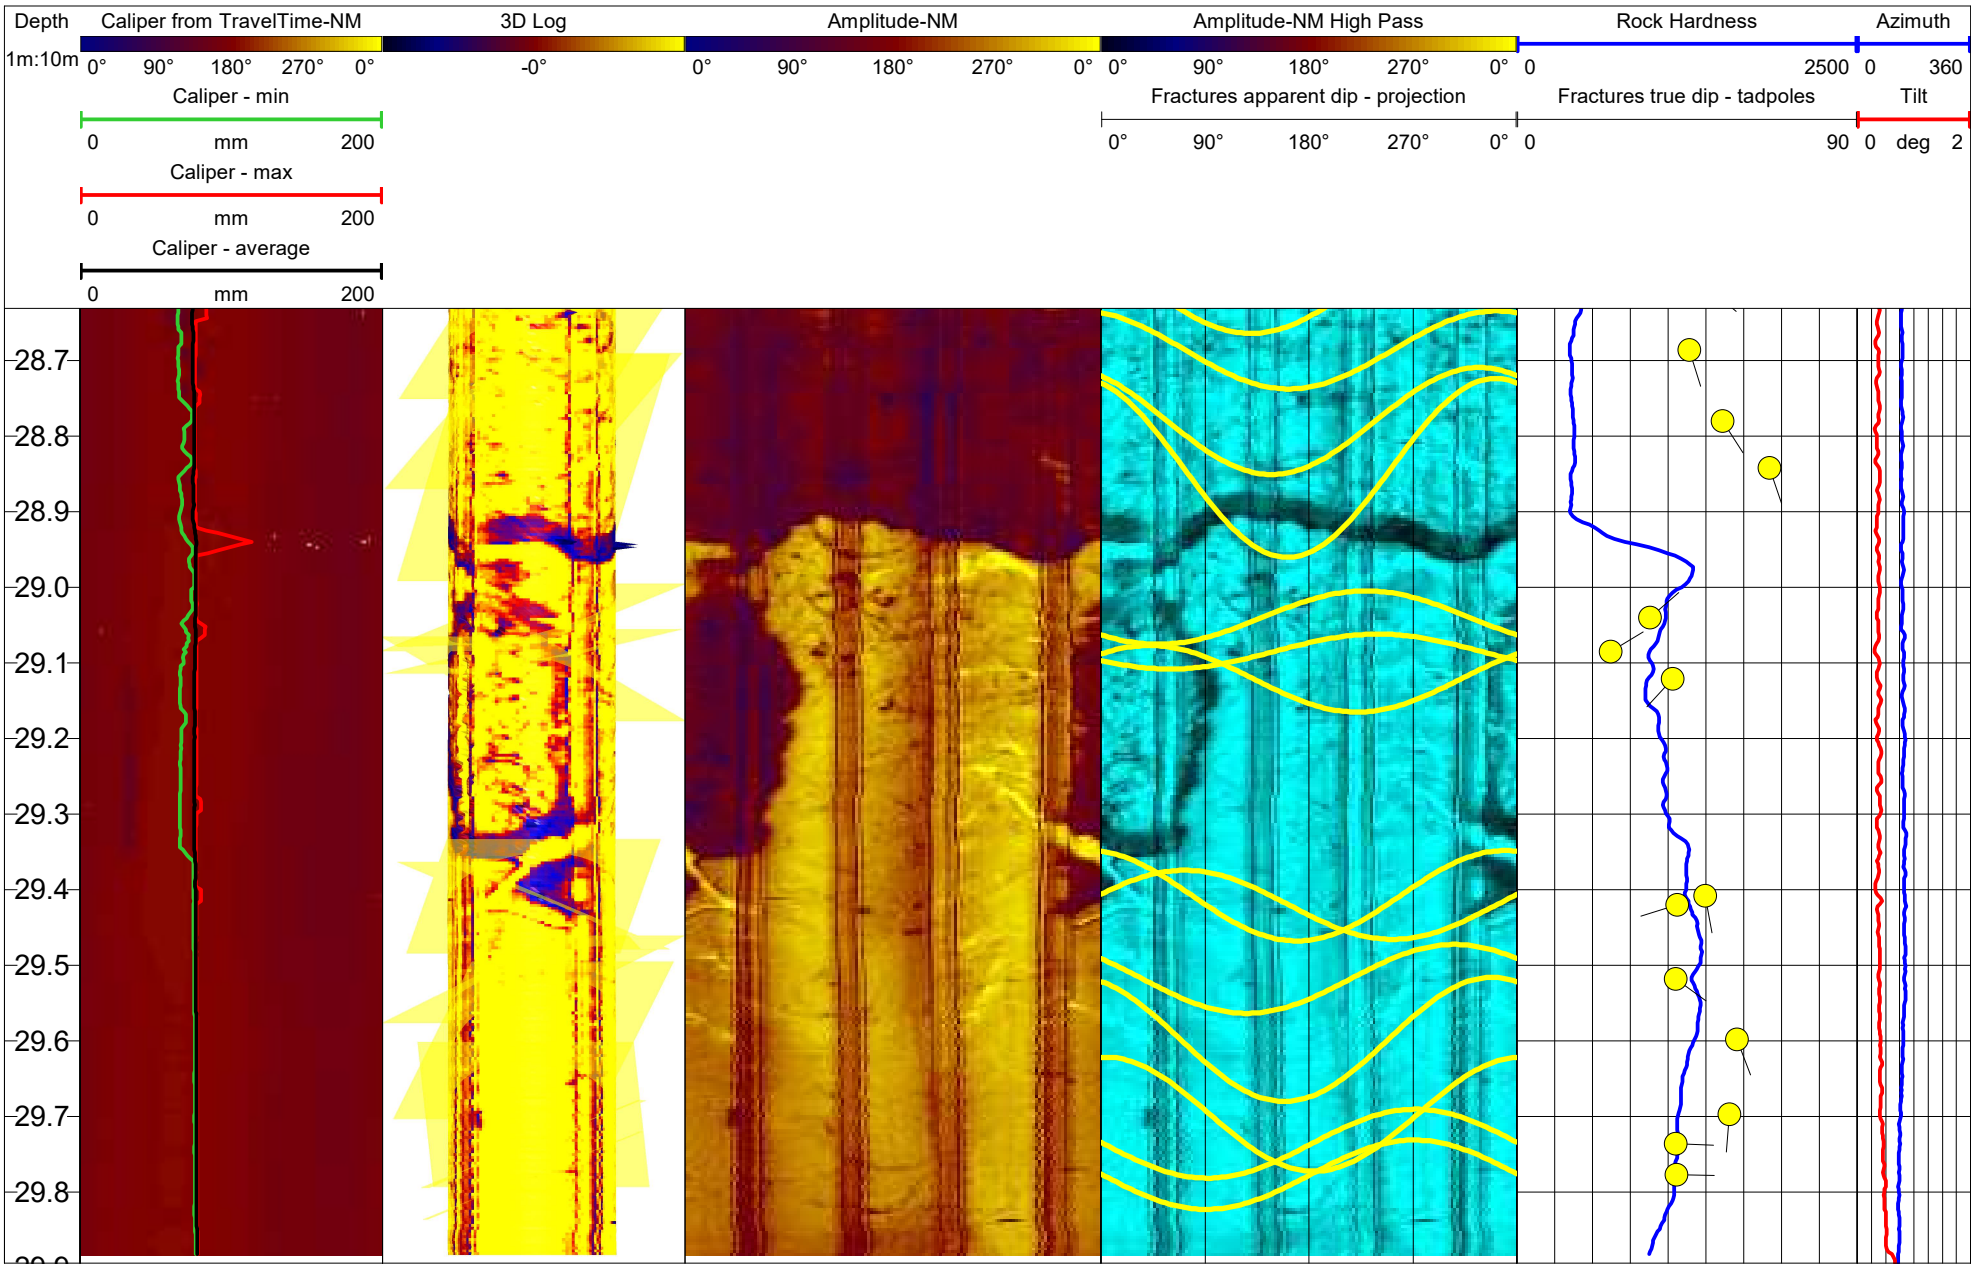 Depth Caliper from TravelTime-NM 3D Log Amplitude-NM Amplitude-NM High Pass Rock Hardness Azimuth
1m:10m 0° 90° 180° 270° 0° -0° 0° 90° 180° 270° 0° 0° 90° 180° 270° 0° 0 2500 0 360
Caliper - min Fractures apparent dip - projection Fractures true dip - tadpoles Tilt
0 mm 200 0° 90° 180° 270° 0° 0 90 0 deg 2
Caliper - max
0 mm 200
Caliper - average
0 mm 200
28.7
28.8
28.9
29.0
29.1
29.2
29.3
29.4
29.5
29.6
29.7
29.8